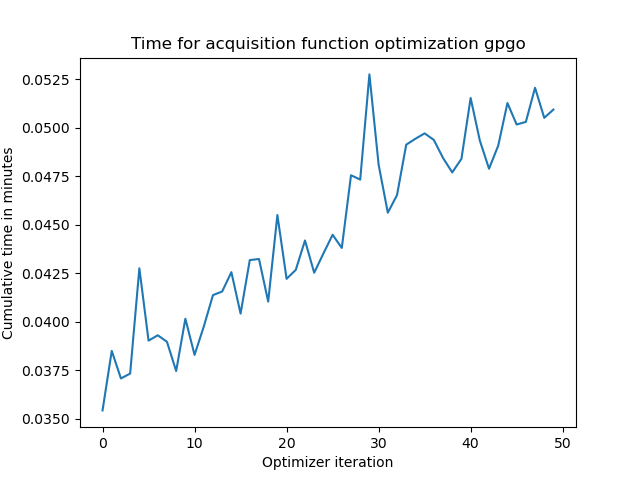 Time for acquisition function optimization gpgo
Cumulative time in minutes
0.0525
0.0500
0.0475
0.0450
0.0425
0.0400
0.0375
0.0350
0 10 20 30 40 50
Optimizer iteration